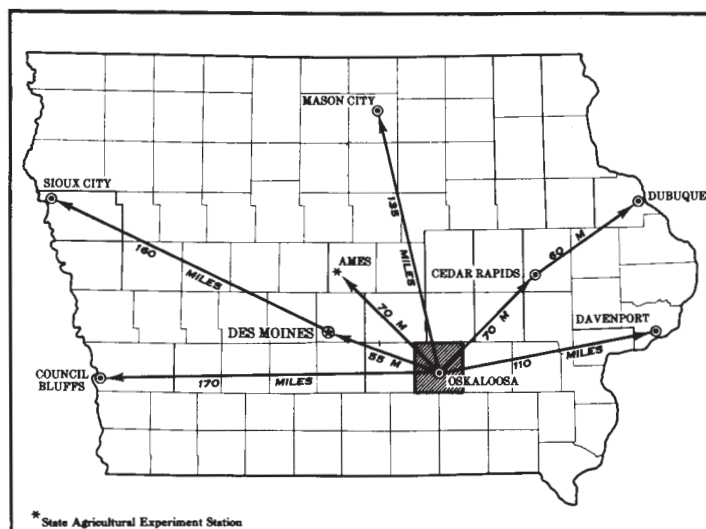 MASON CITY
SIOUX CITY
DUBUQUE
135 MILES
60 M
160 MILES
AMES
*
CEDAR RAPIDS
70 M
70 M
DAVENPORT
DES MOINES
55 M
110 MILES
COUNCIL
BLUFFS
170 MILES
OSKALOOSA
* State Agricultural Experiment Station